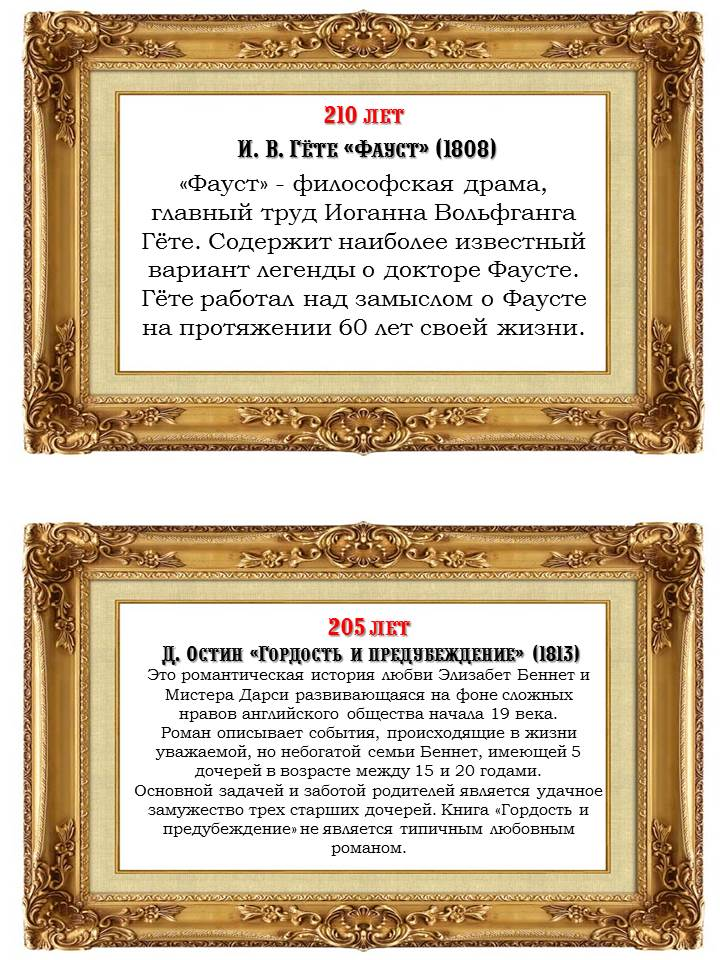 210 лет
И. В. Гёте «Фауст» (1808)
«Фауст» - философская драма,
главный труд Иоганна Вольфганга
Гёте. Содержит наиболее известный
вариант легенды о докторе Фаусте.
Гёте работал над замыслом о Фаусте
на протяжении 60 лет своей жизни.
205 лет
Д. Остин «Гордость и предубеждение» (1813)
Это романтическая история любви Элизабет Беннет и
Мистера Дарси развивающаяся на фоне сложных
нравов английского общества начала 19 века.
Роман описывает события, происходящие в жизни
уважаемой, но небогатой семьи Беннет, имеющей 5
дочерей в возрасте между 15 и 20 годами.
Основной задачей и заботой родителей является удачное
замужество трех старших дочерей. Книга «Гордость и
предубеждение» не является типичным любовным
романом.